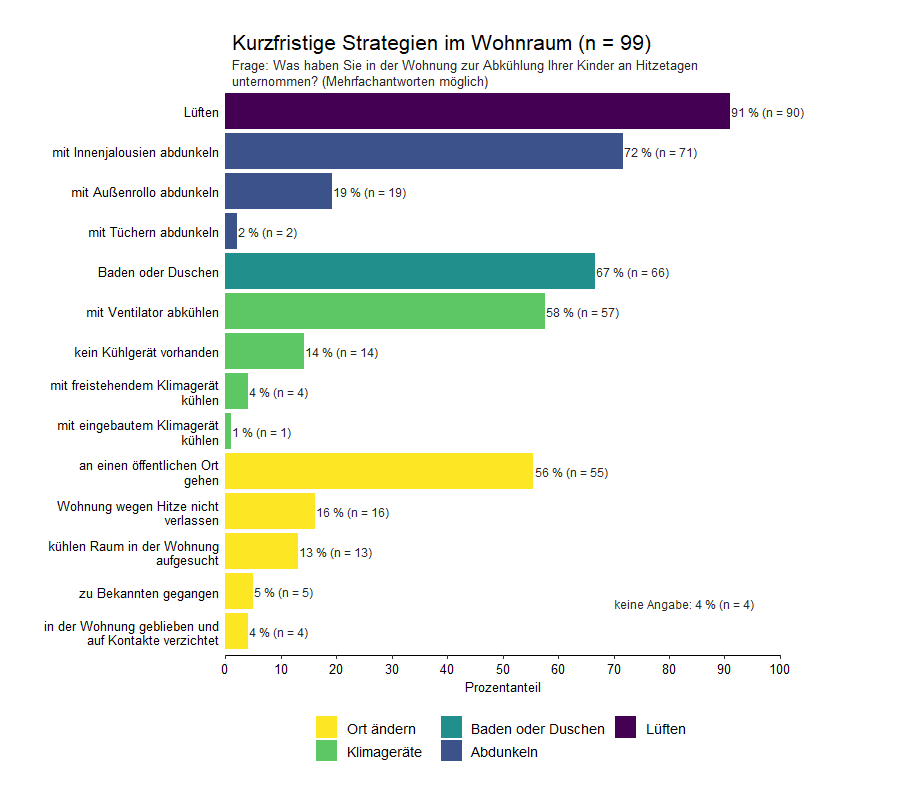 Kurzfristige Strategien im Wohnraum (n = 99)
Frage: Was haben Sie in der Wohnung zur Abkühlung Ihrer Kinder an Hitzetagen
unternommen? (Mehrfachantworten möglich)
Lüften
91 % (n = 90)
mit Innenjalousien abdunkeln
72 % (n = 71)
mit Außenrollo abdunkeln
19 % (n = 19)
mit Tüchern abdunkeln
2 % (n = 2)
Baden oder Duschen
67 % (n = 66)
mit Ventilator abkühlen
58 % (n = 57)
kein Kühlgerät vorhanden
14 % (n = 14)
mit freistehendem Klimagerät
kühlen
4 % (n = 4)
mit eingebautem Klimagerät
kühlen
1 % (n = 1)
an einen öffentlichen Ort
gehen
56 % (n = 55)
Wohnung wegen Hitze nicht
verlassen
16 % (n = 16)
kühlen Raum in der Wohnung
aufgesucht
13 % (n = 13)
zu Bekannten gegangen
5 % (n = 5)
keine Angabe: 4 % (n = 4)
in der Wohnung geblieben und
auf Kontakte verzichtet
4 % (n = 4)
0 10 20 30 40 50 60 70 80 90 100
Prozentanteil
Ort ändern Baden oder Duschen Lüften
Klimageräte Abdunkeln